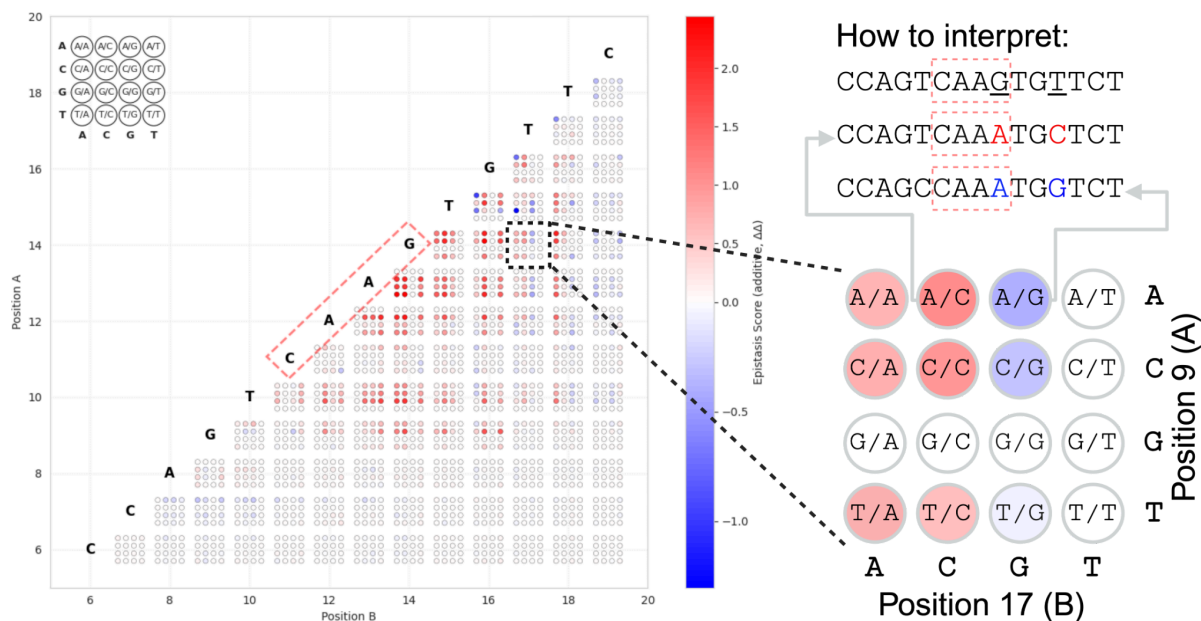 20
18
16
14
12
10
8
6
Position A
6
8
10
12
14
16
18
20
Position B
A A/A A/C A/G A/T
C C/A C/C C/G C/T
G G/A G/C G/G G/T
T T/A T/C T/G T/T
A C G T
C
T
T
G
T
G
A
A
C
T
G
A
C
C
2.0
1.5
1.0
0.5
0.0
−0.5
−1.0
Epistasis Score (additive, ΔΔ)
How to interpret:
CCAGTCAAGTGTTCT
CCAGTCAAATGCTCT
CCAGCCAAATGGTCT
A/A A/C A/G A/T A
C/A C/C C/G C/T C
G/A G/C G/G G/T G
T/A T/C T/G T/T T
A C G T
Position 17 (B)
Position 9 (A)